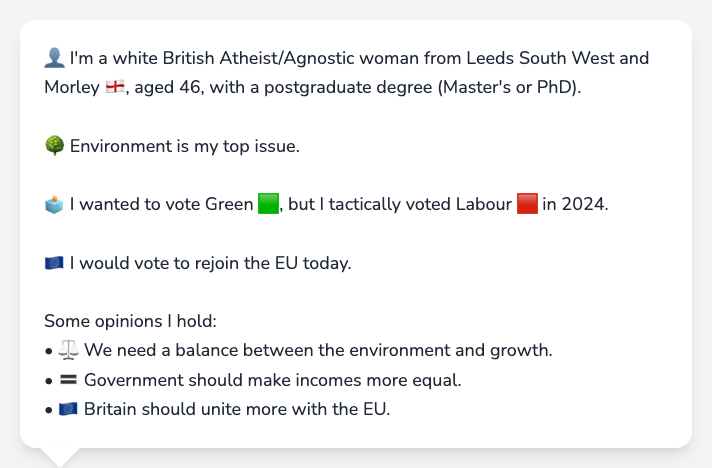 👤 I'm a white British Atheist/Agnostic woman from Leeds South West and
Morley 🏴󠁧󠁢󠁥󠁮󠁧󠁿, aged 46, with a postgraduate degree (Master's or PhD).
🌳 Environment is my top issue.
🗳️ I wanted to vote Green 🟩, but I tactically voted Labour 🟥 in 2024.
🇪🇺 I would vote to rejoin the EU today.
Some opinions I hold:
• ⚖️ We need a balance between the environment and growth.
• 🟰 Government should make incomes more equal.
• 🇪🇺 Britain should unite more with the EU.